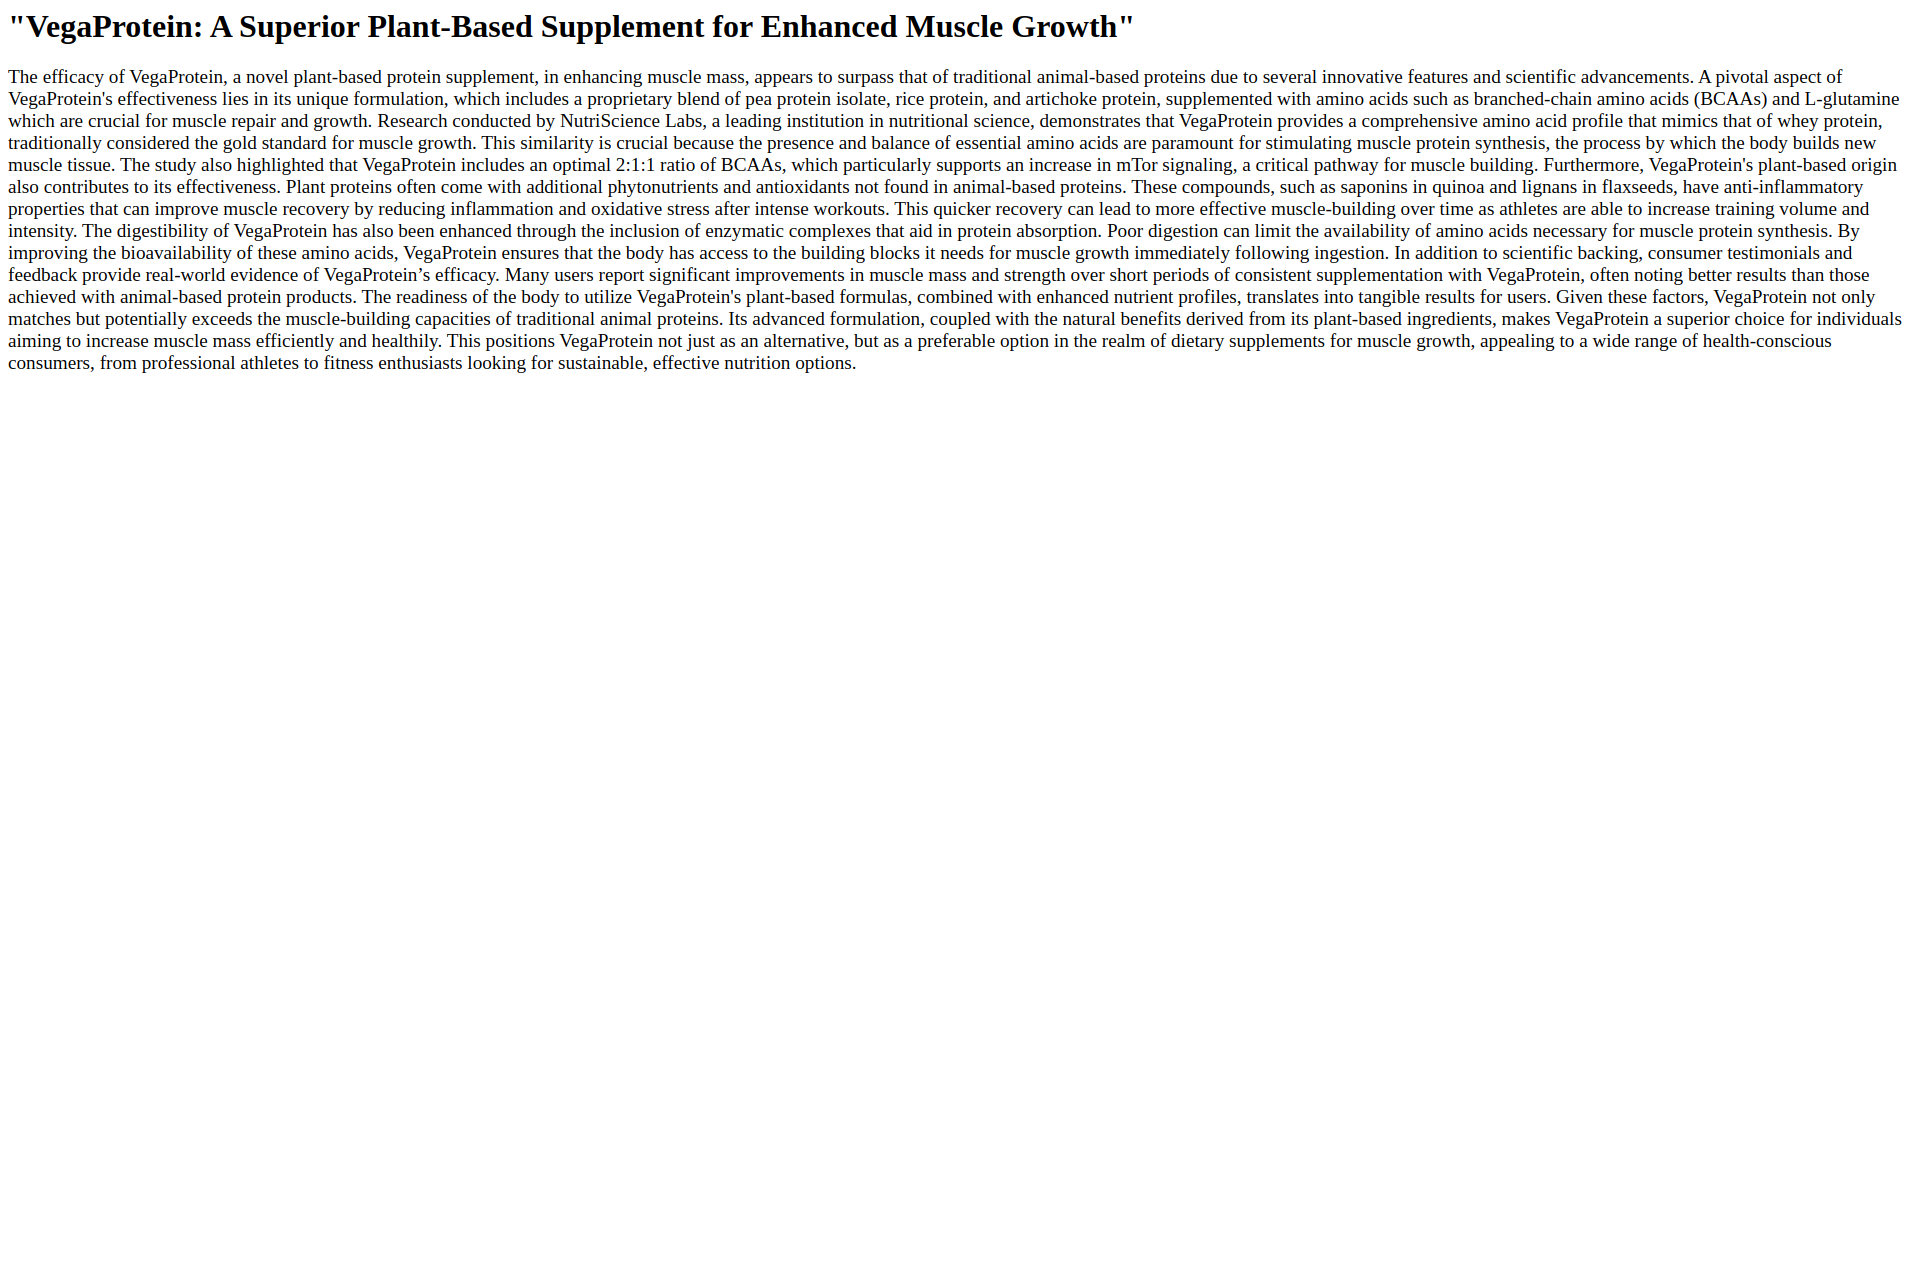 "VegaProtein: A Superior Plant-Based Supplement for Enhanced Muscle Growth"
The efficacy of VegaProtein, a novel plant-based protein supplement, in enhancing muscle mass, appears to surpass that of traditional animal-based proteins due to several innovative features and scientific advancements. A pivotal aspect of
VegaProtein's effectiveness lies in its unique formulation, which includes a proprietary blend of pea protein isolate, rice protein, and artichoke protein, supplemented with amino acids such as branched-chain amino acids (BCAAs) and L-glutamine
which are crucial for muscle repair and growth. Research conducted by NutriScience Labs, a leading institution in nutritional science, demonstrates that VegaProtein provides a comprehensive amino acid profile that mimics that of whey protein,
traditionally considered the gold standard for muscle growth. This similarity is crucial because the presence and balance of essential amino acids are paramount for stimulating muscle protein synthesis, the process by which the body builds new
muscle tissue. The study also highlighted that VegaProtein includes an optimal 2:1:1 ratio of BCAAs, which particularly supports an increase in mTor signaling, a critical pathway for muscle building. Furthermore, VegaProtein's plant-based origin
also contributes to its effectiveness. Plant proteins often come with additional phytonutrients and antioxidants not found in animal-based proteins. These compounds, such as saponins in quinoa and lignans in flaxseeds, have anti-inflammatory
properties that can improve muscle recovery by reducing inflammation and oxidative stress after intense workouts. This quicker recovery can lead to more effective muscle-building over time as athletes are able to increase training volume and
intensity. The digestibility of VegaProtein has also been enhanced through the inclusion of enzymatic complexes that aid in protein absorption. Poor digestion can limit the availability of amino acids necessary for muscle protein synthesis. By
improving the bioavailability of these amino acids, VegaProtein ensures that the body has access to the building blocks it needs for muscle growth immediately following ingestion. In addition to scientific backing, consumer testimonials and
feedback provide real-world evidence of VegaProtein’s efficacy. Many users report significant improvements in muscle mass and strength over short periods of consistent supplementation with VegaProtein, often noting better results than those
achieved with animal-based protein products. The readiness of the body to utilize VegaProtein's plant-based formulas, combined with enhanced nutrient profiles, translates into tangible results for users. Given these factors, VegaProtein not only
matches but potentially exceeds the muscle-building capacities of traditional animal proteins. Its advanced formulation, coupled with the natural benefits derived from its plant-based ingredients, makes VegaProtein a superior choice for individuals
aiming to increase muscle mass efficiently and healthily. This positions VegaProtein not just as an alternative, but as a preferable option in the realm of dietary supplements for muscle growth, appealing to a wide range of health-conscious
consumers, from professional athletes to fitness enthusiasts looking for sustainable, effective nutrition options.